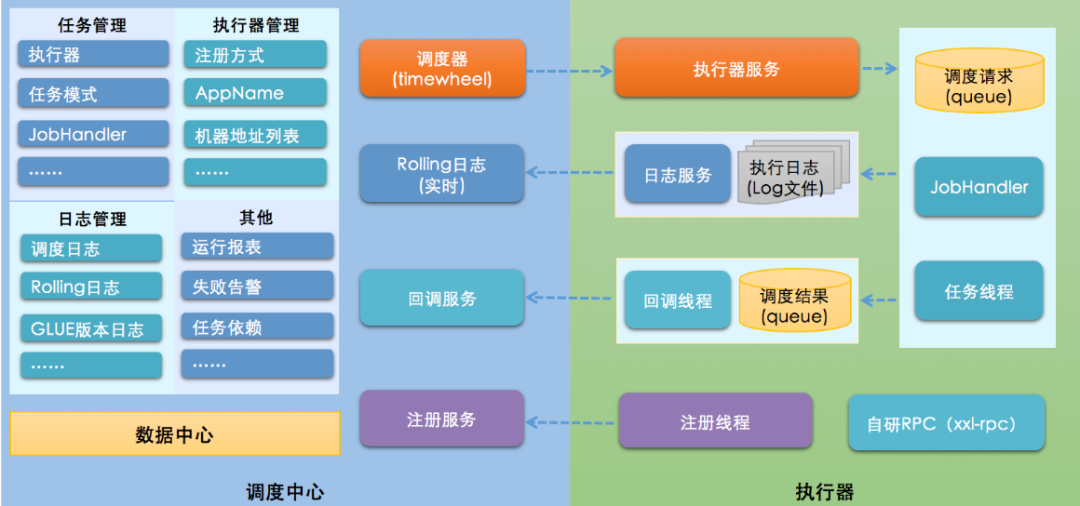 任务管理
执行器
任务模式
JobHandler
······
执行器管理
注册方式
AppName
机器地址列表
······
日志管理
调度日志
Rolling日志
GLUE版本日志
······
其他
运行报表
失败告警
任务依赖
······
数据中心
调度器
(timewheel)
Rolling日志
(实时)
回调服务
注册服务
调度中心
执行器服务
日志服务
执行日志
(Log文件)
回调线程
调度结果
(queue)
注册线程
调度请求
(queue)
JobHandler
任务线程
自研RPC（xxl-rpc）
执行器